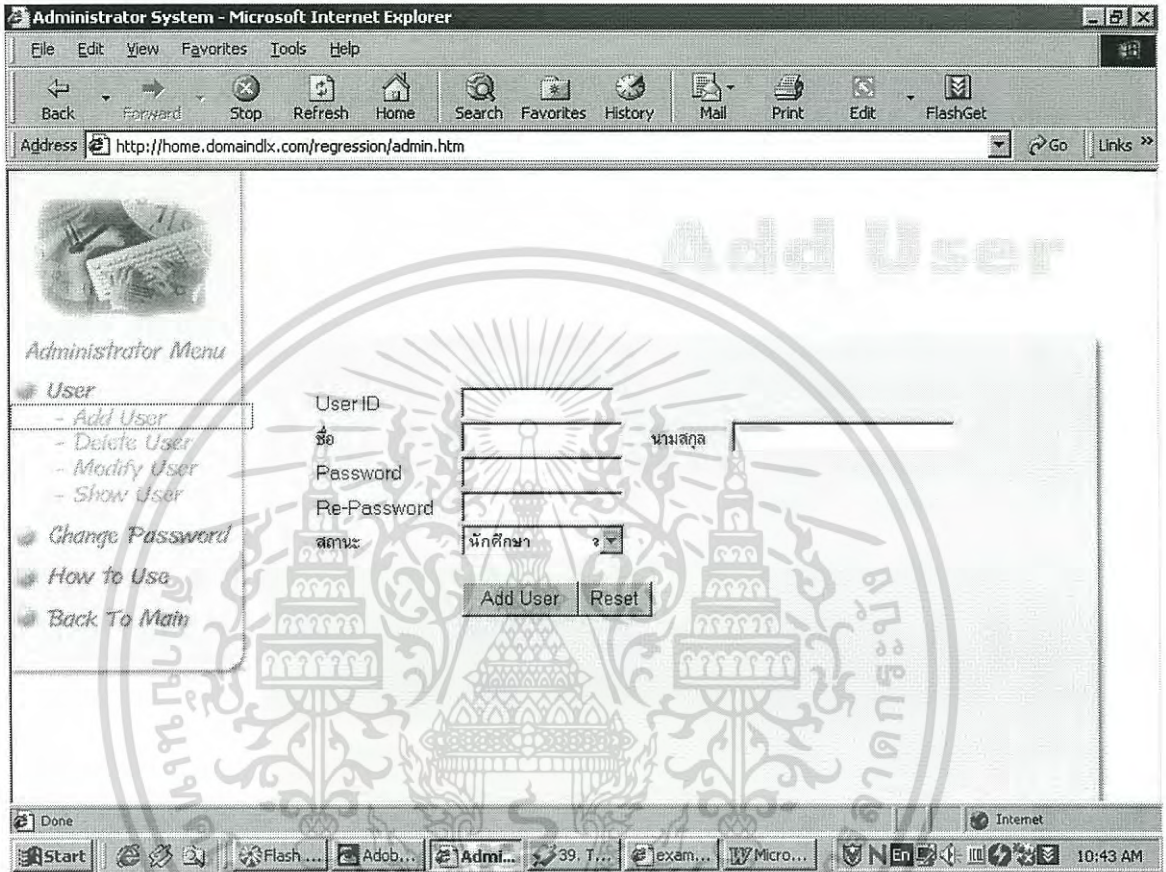 Administrator System - Microsoft Internet Explorer
File Edit View Favorites Tools Help
Back Forward Stop Refresh Home Search Favorites History Mail Print Edit FlashGet
Address http://home.domaindlx.com/regression/admin.htm Go Links »
Add User
Administrator Menu
User
- Add User
- Delete User
- Modify User
- Show User
Change Password
How to Use
Back To Main
User ID
ชื่อ นามสกุล
Password
Re-Password
สถานะ นักศึกษา
Add User Reset
Done Internet
Start Flash ... Adob... Admi... 39. T... exam... Micro... En 10:43 AM